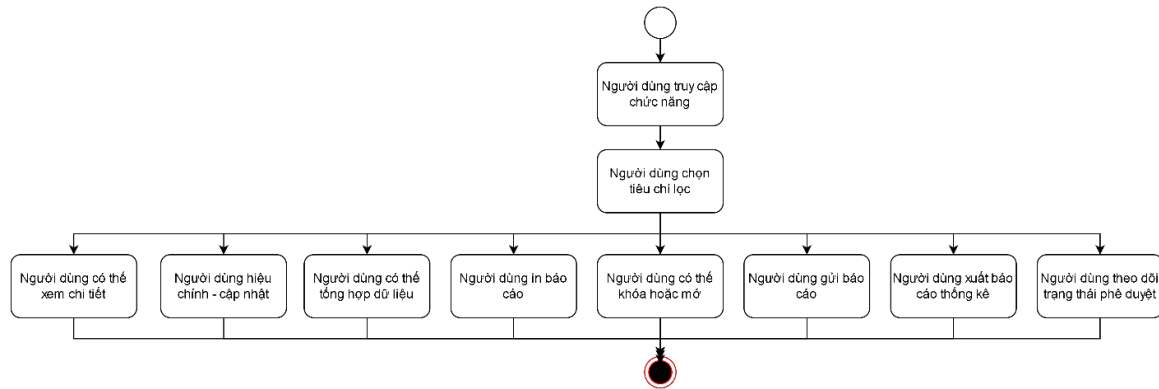 Người dùng truy cập
chức năng
Người dùng chọn
tiêu chí lọc
Người dùng có thể
xem chi tiết
Người dùng hiệu
chỉnh - cập nhật
Người dùng có thể
tổng hợp dữ liệu
Người dùng in báo
cáo
Người dùng có thể
khóa hoặc mở
Người dùng gửi báo
cáo
Người dùng xuất báo
cáo thống kê
Người dùng theo dõi
trạng thái phê duyệt